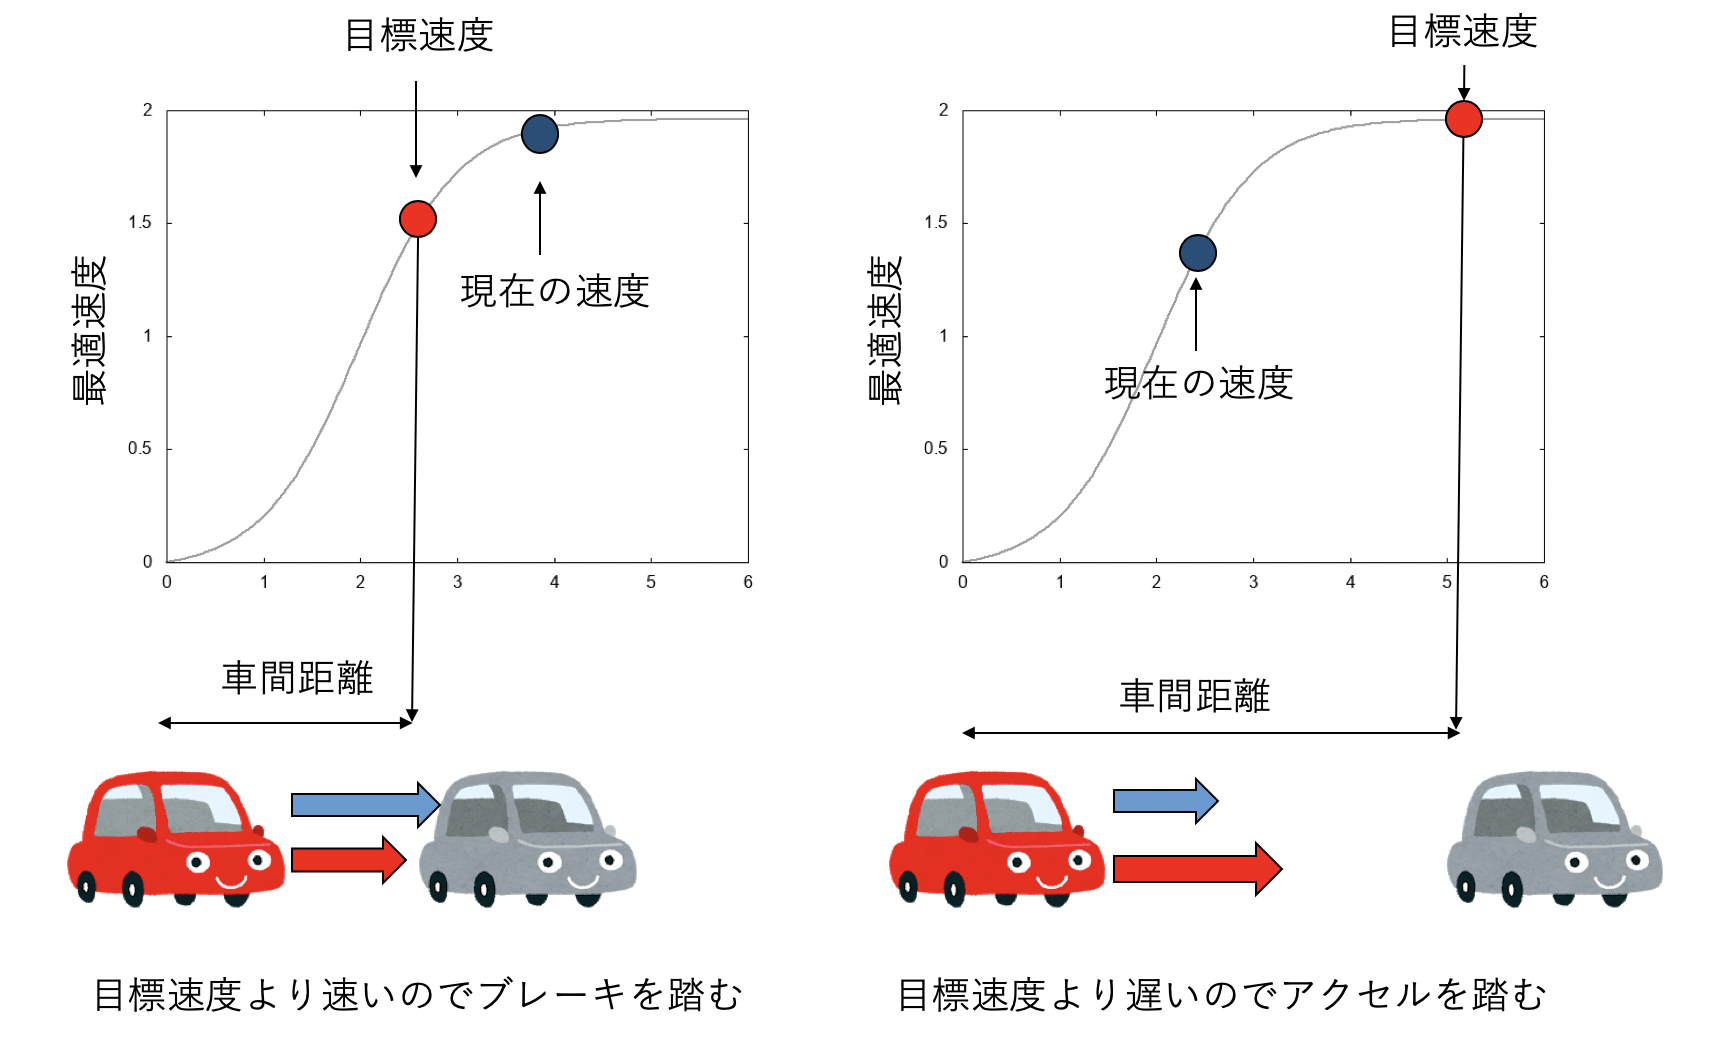 目標速度
2
1.5
1
0.5
0
0 1 2 3 4 5 6
最適速度
現在の速度
車間距離
目標速度より速いのでブレーキを踏む
目標速度
2
1.5
1
0.5
0
0 1 2 3 4 5 6
最適速度
現在の速度
車間距離
目標速度より遅いのでアクセルを踏む